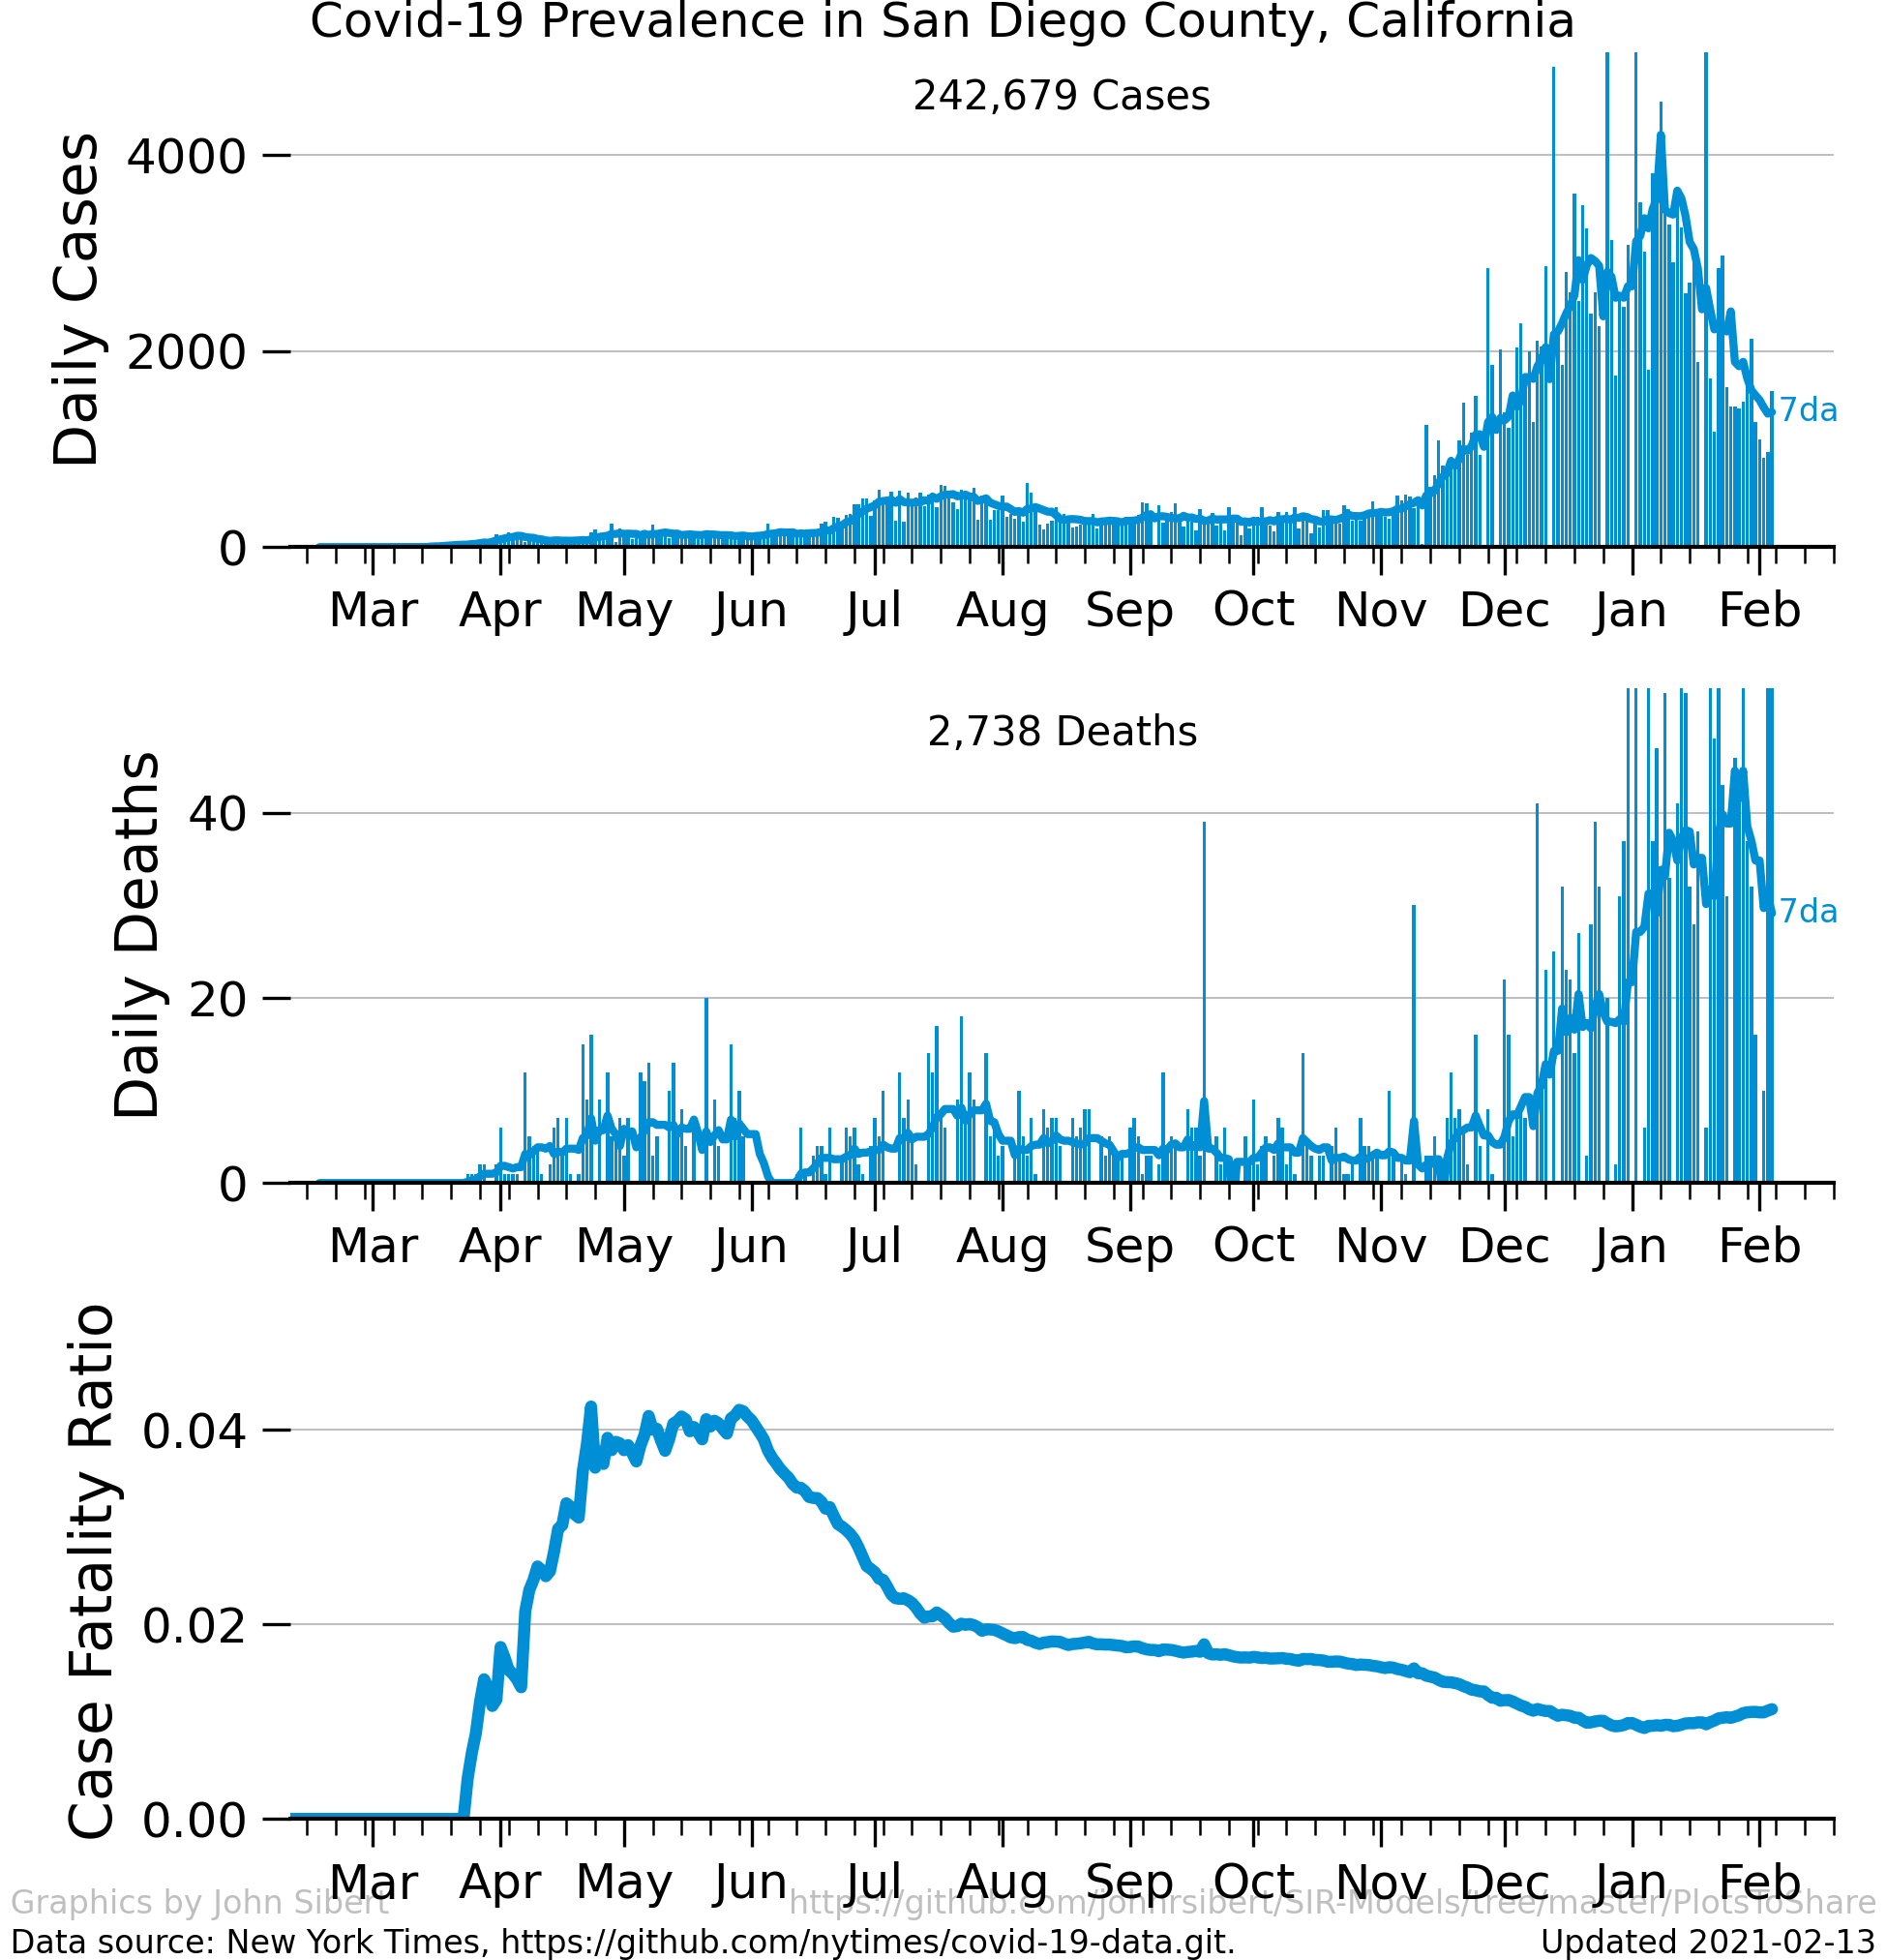 Covid-19 Prevalence in San Diego County, California
242,679 Cases
Daily Cases
4000
2000
0
7da
Mar Apr May Jun Jul Aug Sep Oct Nov Dec Jan Feb
2,738 Deaths
Daily Deaths
40
20
0
7da
Mar Apr May Jun Jul Aug Sep Oct Nov Dec Jan Feb
Case Fatality Ratio
0.04
0.02
0.00
Mar Apr May Jun Jul Aug Sep Oct Nov Dec Jan Feb
Graphics by John Sibert https://github.com/johnrsibert/SIR-Models/tree/master/PlotsToShare
Data source: New York Times, https://github.com/nytimes/covid-19-data.git. Updated 2021-02-13